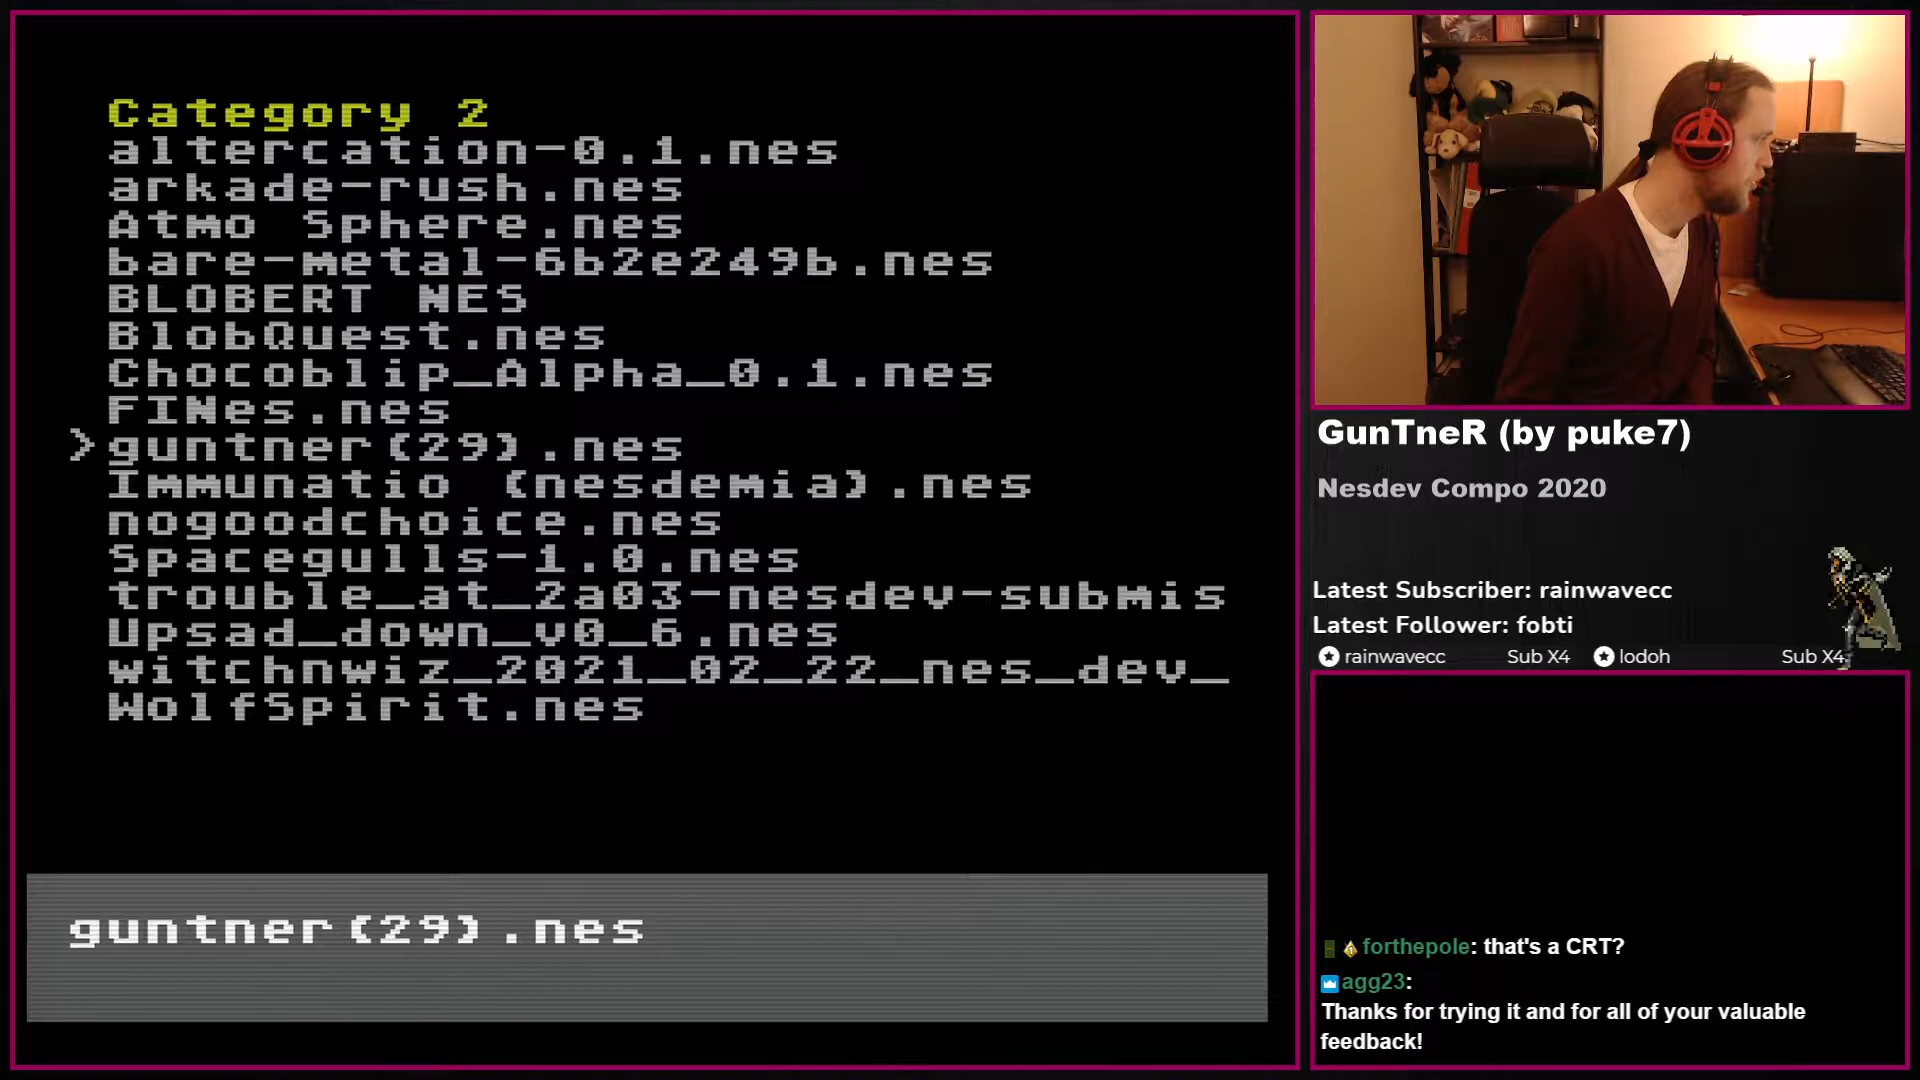 Category 2
altercation-0.1.nes
arkade-rush.nes
Atmo Sphere.nes
bare-metal-6b2e249b.nes
BLOBERT NES
BlobQuest.nes
Chocoblip_Alpha_0.1.nes
FINes.nes
>guntner(29).nes
Immunatio (nesdemia).nes
nogoodchoice.nes
Spacegulls-1.0.nes
trouble_at_2a03-nesdev-submis
Upsad_down_v0_6.nes
witchnwiz_2021_02_22_nes_dev_
WolfSpirit.nes
guntner(29).nes
GunTneR (by puke7)
Nesdev Compo 2020
Latest Subscriber: rainwavecc
Latest Follower: fobti
rainwavecc Sub X4 lodoh Sub X4
forthepole: that's a CRT?
agg23:
Thanks for trying it and for all of your valuable
feedback!